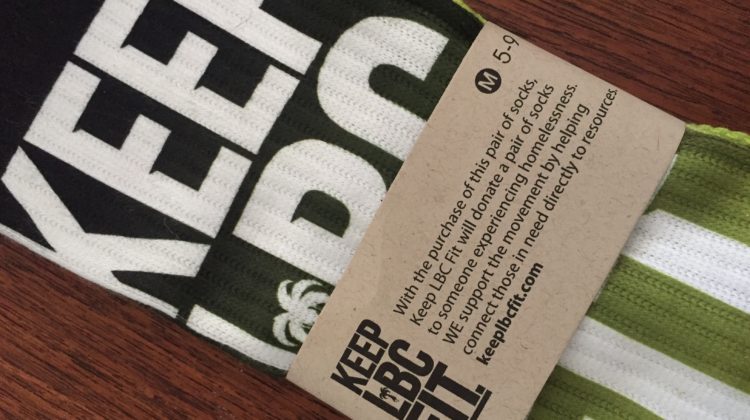 KEEP
LBC
M 5-9
With the purchase of this pair of socks,
Keep LBC Fit will donate a pair of socks
to someone experiencing homelessness.
WE support the movement by helping
connect those in need directly to resources.
keeplbcfit.com
KEEP
LBC
FIT.